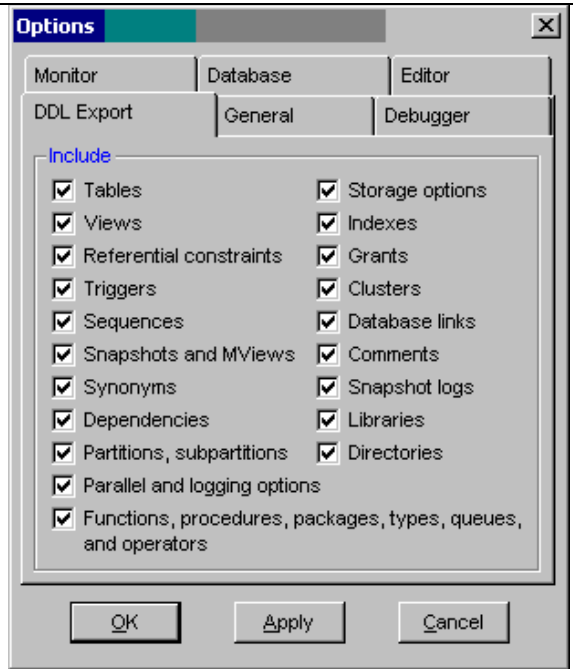 Options
Monitor
Database
Editor
DDL Export
General
Debugger
Include
Tables
Storage options
Views
Indexes
Referential constraints
Grants
Triggers
Clusters
Sequences
Database links
Snapshots and MViews
Comments
Synonyms
Snapshot logs
Dependencies
Libraries
Partitions, subpartitions
Directories
Parallel and logging options
Functions, procedures, packages, types, queues,
and operators
OK
Apply
Cancel